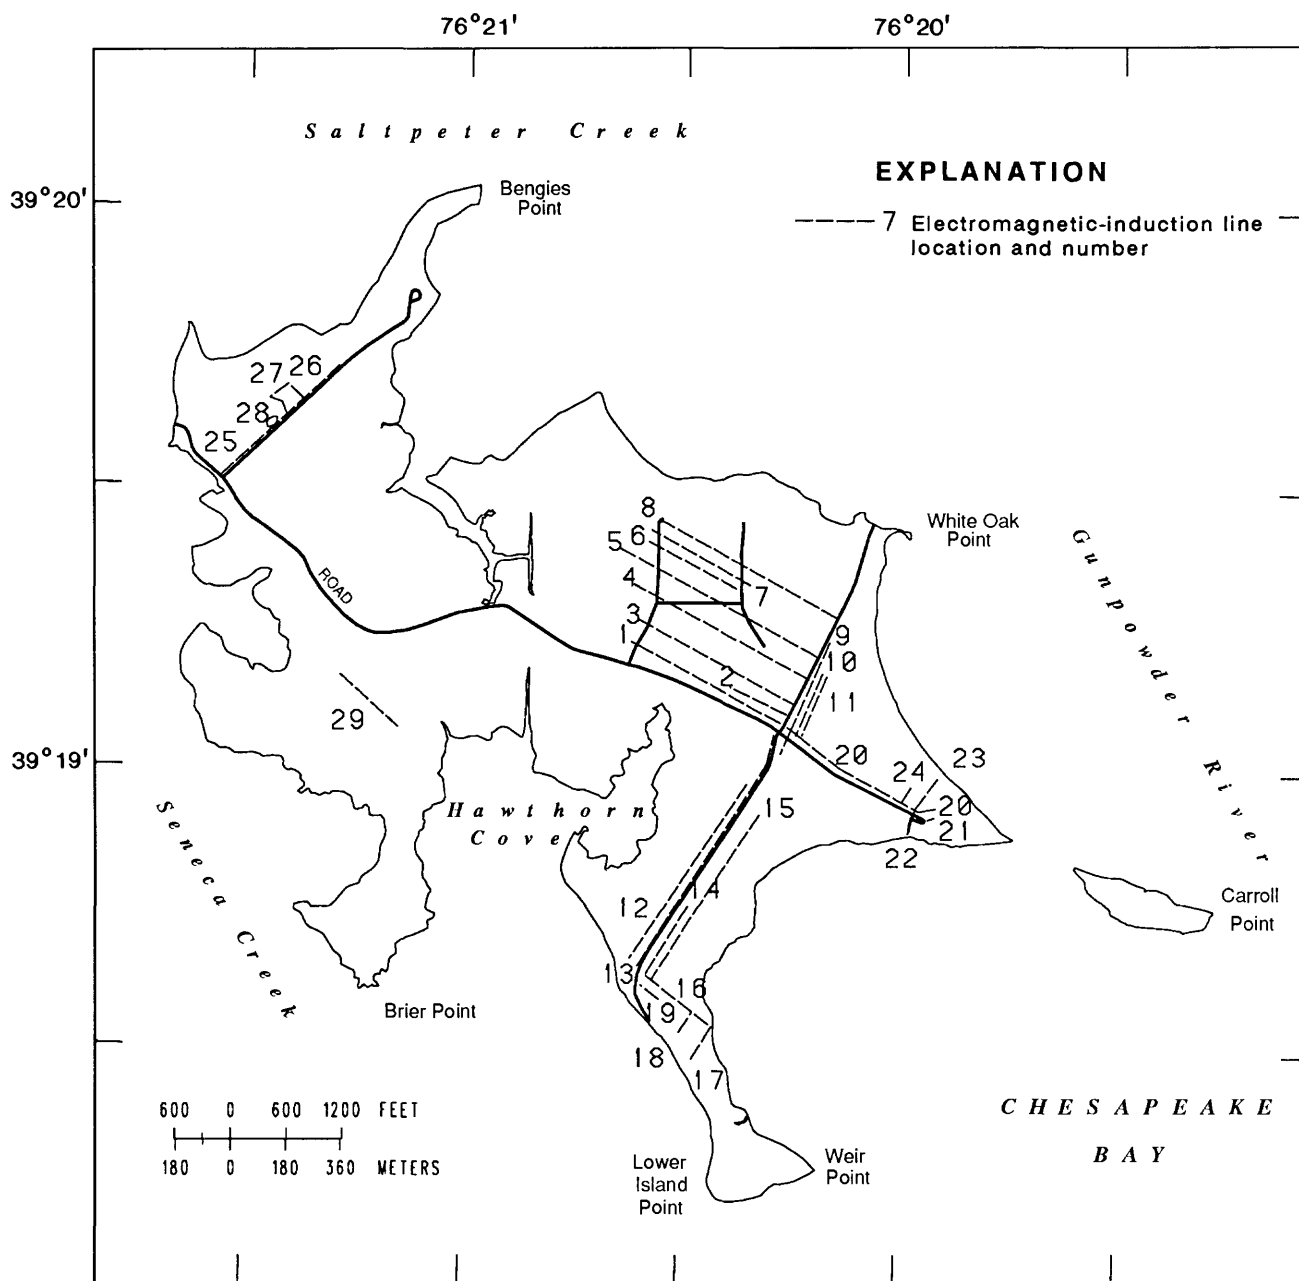 76°21'
76°20'
Saltpeter Creek
EXPLANATION
39°20'
Bengies
Point
7 Electromagnetic-induction line
location and number
27
26
28
25
8
White Oak
Point
6
5
Gunpowder River
4
7
ROAD
3
1
9
10
2
11
29
39°19'
20
23
24
Hawthorn
Cove
15
20
21
Seneca Creek
22
14
12
Carroll
Point
13
16
19
Brier Point
18
17
600 0 600 1200 FEET
180 0 180 360 METERS
CHESAPEAKE
BAY
Lower
Island
Point
Weir
Point